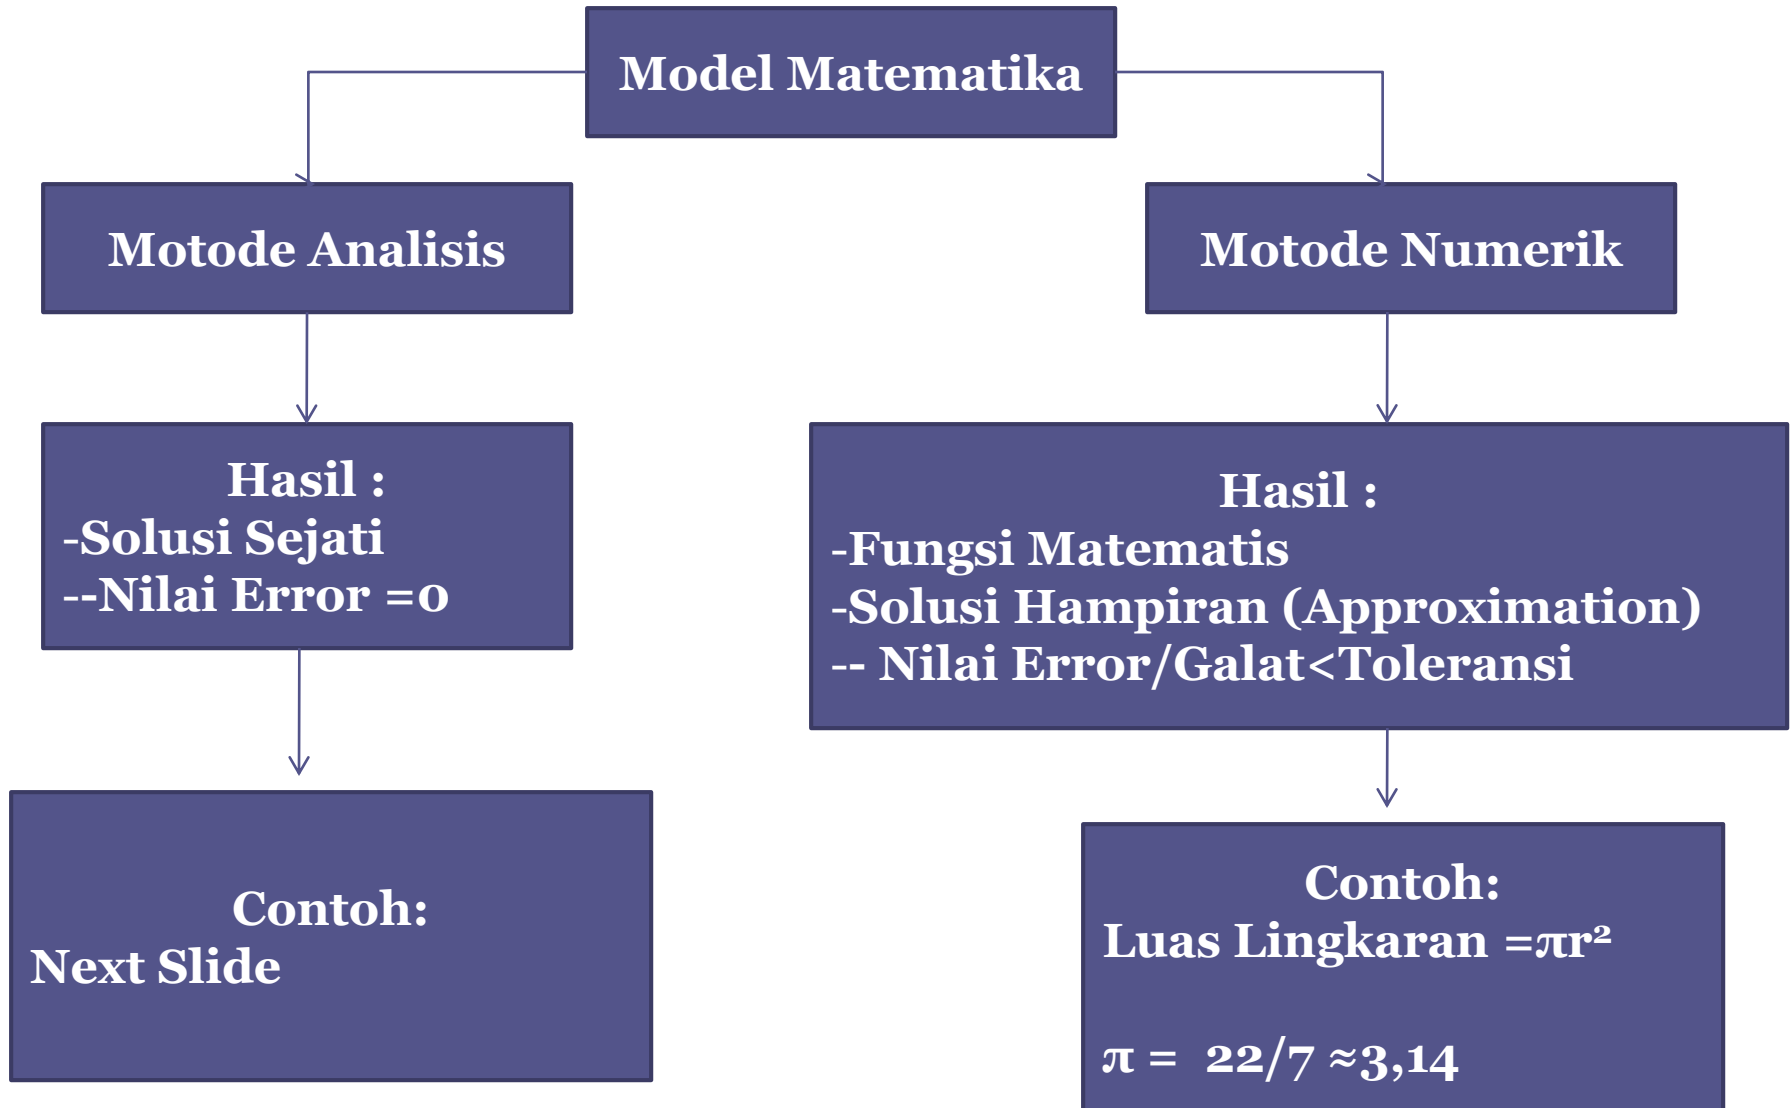 Model Matematika
Motode Analisis
Motode Numerik
Hasil :
-Solusi Sejati
--Nilai Error =0
Hasil :
-Fungsi Matematis
-Solusi Hampiran (Approximation)
-- Nilai Error/Galat<Toleransi
Contoh:
Next Slide
Contoh:
Luas Lingkaran =πr²
π = 22/7 ≈3,14